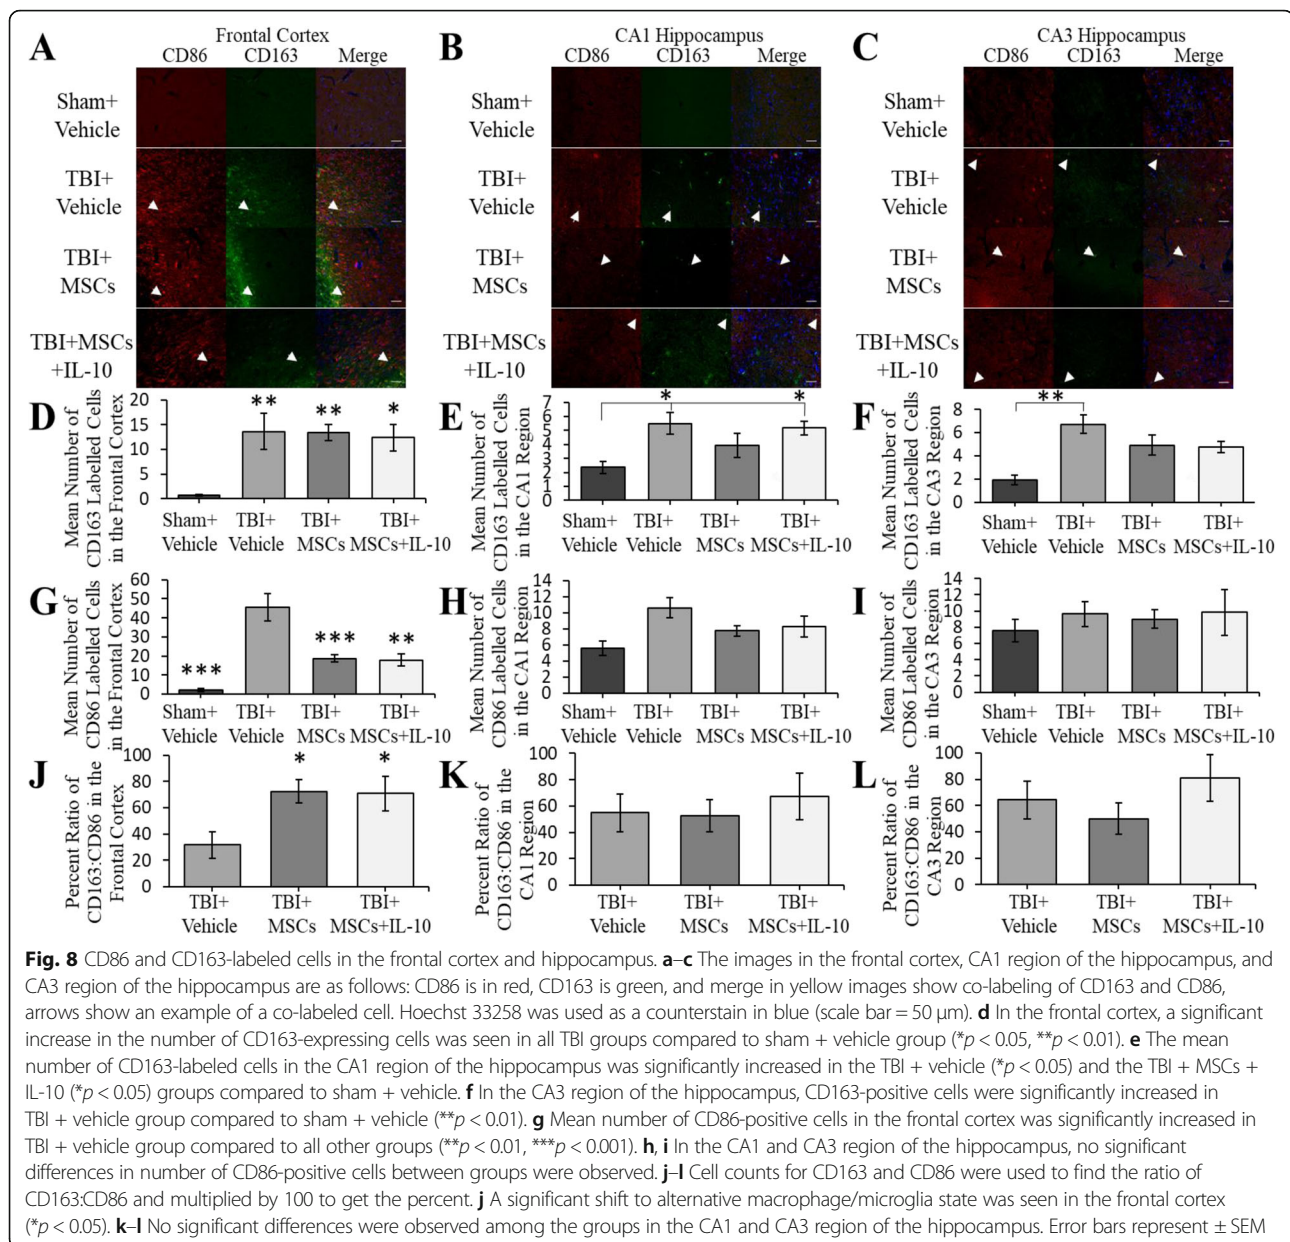 A
Frontal Cortex
CD86 CD163 Merge
Sham+
Vehicle
TBI+
Vehicle
TBI+
MSCs
TBI+MSCs
+IL-10
B
CA1 Hippocampus
CD86 CD163 Merge
Sham+
Vehicle
TBI+
Vehicle
TBI+
MSCs
TBI+MSCs
+IL-10
C
CA3 Hippocampus
CD86 CD163 Merge
Sham+
Vehicle
TBI+
Vehicle
TBI+
MSCs
TBI+MSCs
+IL-10
D
Mean Number of
CD163 Labelled Cells
in the Frontal Cortex
20
15
10
5
0
** ** *
Sham+ TBI+ TBI+ TBI+
Vehicle Vehicle MSCs MSCs+IL-10
E
Mean Number of
CD163 Labelled Cells
in the CA1 Region
7
6
5
4
3
2
1
* *
Sham+ TBI+ TBI+ TBI+
Vehicle Vehicle MSCs MSCs+IL-10
F
Mean Number of
CD163 Labelled Cells
in the CA3 Region
8
6
4
2
0
**
Sham+ TBI+ TBI+ TBI+
Vehicle Vehicle MSCs MSCs+IL-10
G
Mean Number of
CD86 Labelled Cells
in the Frontal Cortex
60
50
40
30
20
10
0
*** *** **
Sham+ TBI+ TBI+ TBI+
Vehicle Vehicle MSCs MSCs+IL-10
H
Mean Number of
CD86 Labelled Cells
in the CA1 Region
14
12
10
8
6
4
2
0
Sham+ TBI+ TBI+ TBI+
Vehicle Vehicle MSCs MSCs+IL-10
I
Mean Number of
CD86 Labelled Cells
in the CA3 Region
14
12
10
8
6
4
2
0
Sham+ TBI+ TBI+ TBI+
Vehicle Vehicle MSCs MSCs+IL-10
J
Percent Ratio of
CD163:CD86 in the
Frontal Cortex
100
80
60
40
20
0
* *
TBI+ TBI+ TBI+
Vehicle MSCs MSCs+IL-10
K
Percent Ratio of
CD163:CD86 in the
CA1 Region
100
80
60
40
20
0
TBI+ TBI+ TBI+
Vehicle MSCs MSCs+IL-10
L
Percent Ratio of
CD163:CD86 in the
CA3 Region
100
80
60
40
20
0
TBI+ TBI+ TBI+
Vehicle MSCs MSCs+IL-10
Fig. 8 CD86 and CD163-labeled cells in the frontal cortex and hippocampus. a–c The images in the frontal cortex, CA1 region of the hippocampus, and
CA3 region of the hippocampus are as follows: CD86 is in red, CD163 is green, and merge in yellow images show co-labeling of CD163 and CD86,
arrows show an example of a co-labeled cell. Hoechst 33258 was used as a counterstain in blue (scale bar = 50 μm). d In the frontal cortex, a significant
increase in the number of CD163-expressing cells was seen in all TBI groups compared to sham + vehicle group (*p < 0.05, **p < 0.01). e The mean
number of CD163-labeled cells in the CA1 region of the hippocampus was significantly increased in the TBI + vehicle (*p < 0.05) and the TBI + MSCs +
IL-10 (*p < 0.05) groups compared to sham + vehicle. f In the CA3 region of the hippocampus, CD163-positive cells were significantly increased in
TBI + vehicle group compared to sham + vehicle (**p < 0.01). g Mean number of CD86-positive cells in the frontal cortex was significantly increased in
TBI + vehicle group compared to all other groups (**p < 0.01, ***p < 0.001). h, i In the CA1 and CA3 region of the hippocampus, no significant
differences in number of CD86-positive cells between groups were observed. j–l Cell counts for CD163 and CD86 were used to find the ratio of
CD163:CD86 and multiplied by 100 to get the percent. j A significant shift to alternative macrophage/microglia state was seen in the frontal cortex
(*p < 0.05). k–l No significant differences were observed among the groups in the CA1 and CA3 region of the hippocampus. Error bars represent ± SEM